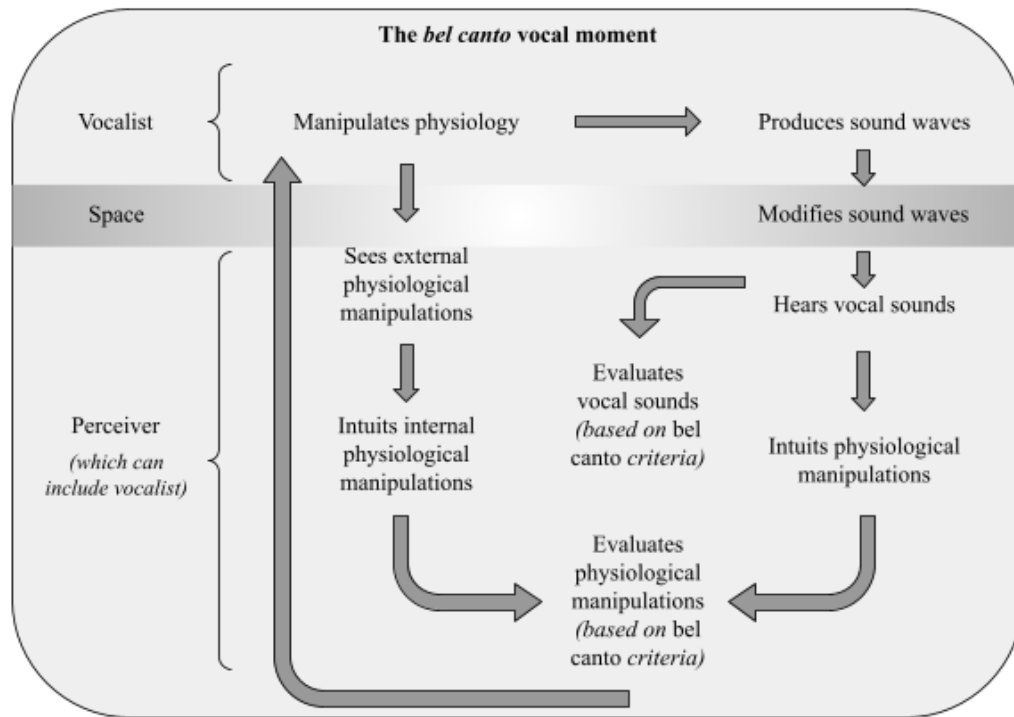 The bel canto vocal moment
Vocalist
Manipulates physiology
Produces sound waves
Space
Modifies sound waves
Sees external
physiological
manipulations
Hears vocal sounds
Evaluates
vocal sounds
(based on bel
canto criteria)
Perceiver
(which can
include vocalist)
Intuits internal
physiological
manipulations
Intuits physiological
manipulations
Evaluates
physiological
manipulations
(based on bel
canto criteria)